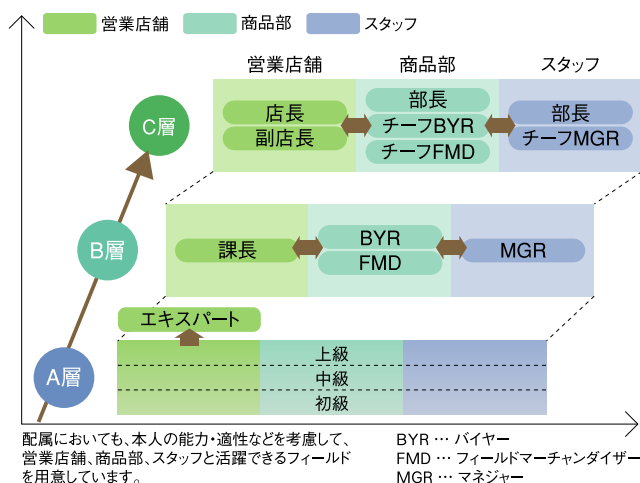 営業店舗 商品部 スタッフ
営業店舗 商品部 スタッフ
店長
副店長
部長
チーフBYR
チーフFMD
部長
チーフMGR
C層
課長
BYR
FMD
MGR
B層
エキスパート
A層
上級
中級
初級
配属においても、本人の能力・適性などを考慮して、
営業店舗、商品部、スタッフと活躍できるフィールド
を用意しています。
BYR … バイヤー
FMD … フィールドマーチャンダイザー
MGR … マネジャー